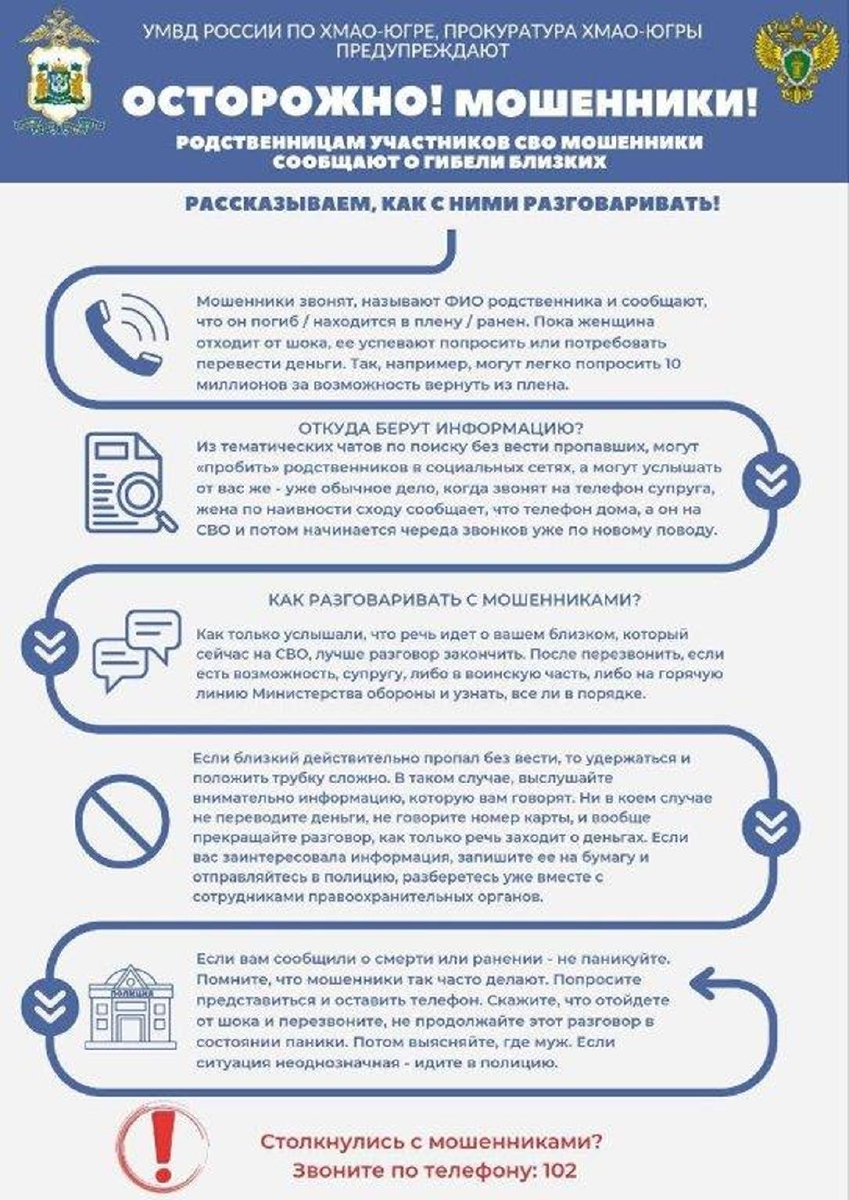 УМВД РОССИИ ПО ХМАО-ЮГРЕ, ПРОКУРАТУРА ХМАО-ЮГРЫ
ПРЕДУПРЕЖДАЮТ
ОСТОРОЖНО! МОШЕННИКИ!
РОДСТВЕННИЦАМ УЧАСТНИКОВ СВО МОШЕННИКИ
СООБЩАЮТ О ГИБЕЛИ БЛИЗКИХ
РАССКАЗЫВАЕМ, КАК С НИМИ РАЗГОВАРИВАТЬ!
Мошенники звонят, называют ФИО родственника и сообщают,
что он погиб / находится в плену / ранен. Пока женщина
отходит от шока, ее успевают попросить или потребовать
перевести деньги. Так, например, могут легко попросить 10
миллионов за возможность вернуть из плена.
ОТКУДА БЕРУТ ИНФОРМАЦИЮ?
Из тематических чатов по поиску без вести пропавших, могут
«пробить» родственников в социальных сетях, а могут услышать
от вас же - уже обычное дело, когда звонят на телефон супруга,
жена по наивности сходу сообщает, что телефон дома, а он на
СВО и потом начинается череда звонков уже по новому поводу.
КАК РАЗГОВАРИВАТЬ С МОШЕННИКАМИ?
Как только услышали, что речь идет о вашем близком, который
сейчас на СВО, лучше разговор закончить. После перезвонить, если
есть возможность, супругу, либо в воинскую часть, либо на горячую
линию Министерства обороны и узнать, все ли в порядке.
Если близкий действительно пропал без вести, то удержаться и
положить трубку сложно. В таком случае, выслушайте
внимательно информацию, которую вам говорят. Ни в коем случае
не переводите деньги, не говорите номер карты, и вообще
прекращайте разговор, как только речь заходит о деньгах. Если
вас заинтересовала информация, запишите ее на бумагу и
отправляйтесь в полицию, разберетесь уже вместе с
сотрудниками правоохранительных органов.
ПОЛИЦИЯ
Если вам сообщили о смерти или ранении - не паникуйте.
Помните, что мошенники так часто делают. Попросите
представиться и оставить телефон. Скажите, что отойдете
от шока и перезвоните, не продолжайте этот разговор в
состоянии паники. Потом выясняйте, где муж. Если
ситуация неоднозначная - идите в полицию.
Столкнулись с мошенниками?
Звоните по телефону: 102